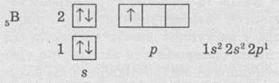 ₅B 2 ↑↓ ↑
1 ↑↓ p 1s² 2s² 2p¹
s